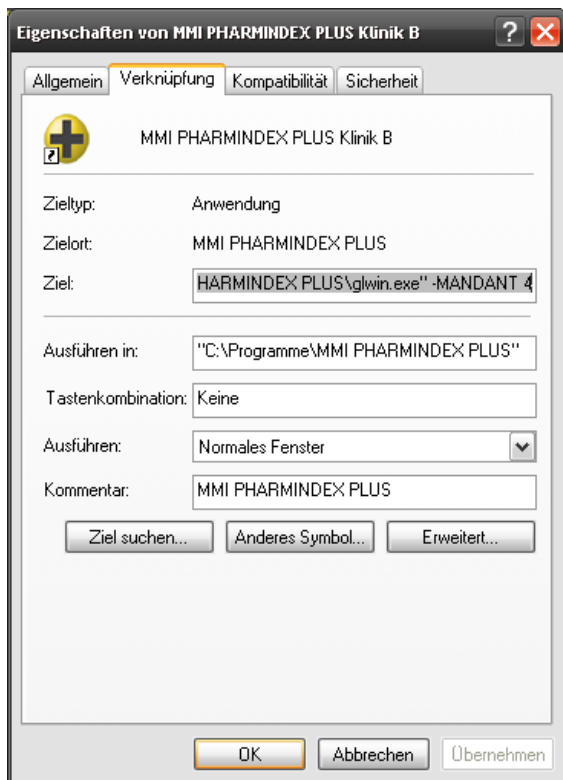 Eigenschaften von MMI PHARMINDEX PLUS Klinik B
Allgemein Verknüpfung Kompatibilität Sicherheit
MMI PHARMINDEX PLUS Klinik B
Zieltyp: Anwendung
Zielort: MMI PHARMINDEX PLUS
Ziel: HARMINDEX PLUS\glwin.exe" -MANDANT 4
Ausführen in: "C:\Programme\MMI PHARMINDEX PLUS"
Tastenkombination: Keine
Ausführen: Normales Fenster
Kommentar: MMI PHARMINDEX PLUS
Ziel suchen... Anderes Symbol... Erweitert...
OK Abbrechen Übernehmen